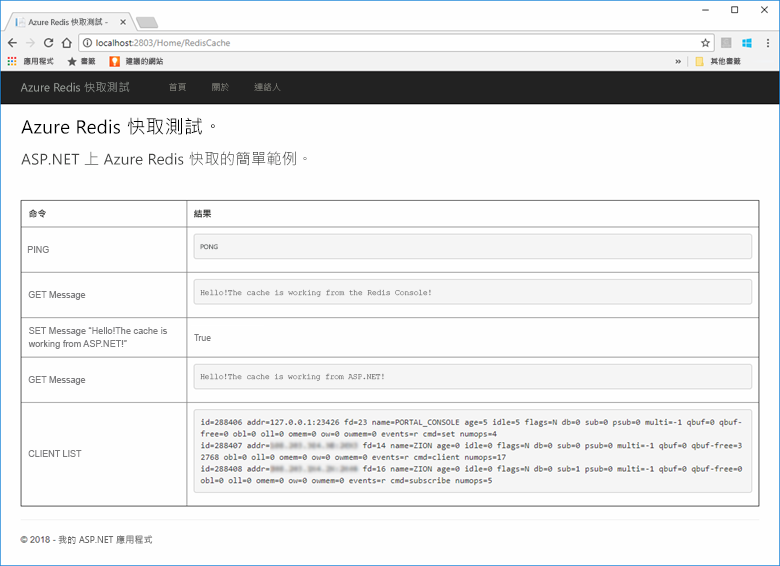 Azure Redis 快取測試 -
localhost:2803/Home/RedisCache
應用程式 書籤 建議的網站 » 其他書籤
Azure Redis 快取測試 首頁 關於 連絡人
Azure Redis 快取測試。
ASP.NET 上 Azure Redis 快取的簡單範例。
命令 結果
PING PONG
GET Message Hello!The cache is working from the Redis Console!
SET Message "Hello!The cache is
working from ASP.NET!" True
GET Message Hello!The cache is working from ASP.NET!
CLIENT LIST
id=288406 addr=127.0.0.1:23426 fd=23 name=PORTAL_CONSOLE age=5 idle=5 flags=N db=0 sub=0 psub=0 multi=-1 qbuf=0 qbuf-
free=0 obl=0 oll=0 omem=0 ow=0 owmem=0 events=r cmd=set numops=4
id=288407 addr= fd=14 name=ZION age=0 idle=0 flags=N db=0 sub=0 psub=0 multi=-1 qbuf=0 qbuf-free=3
2768 obl=0 oll=0 omem=0 ow=0 owmem=0 events=r cmd=client numops=17
id=288408 addr= fd=16 name=ZION age=0 idle=0 flags=N db=0 sub=1 psub=0 multi=-1 qbuf=0 qbuf-free=0
obl=0 oll=0 omem=0 ow=0 owmem=0 events=r cmd=subscribe numops=5
© 2018 - 我的 ASP.NET 應用程式